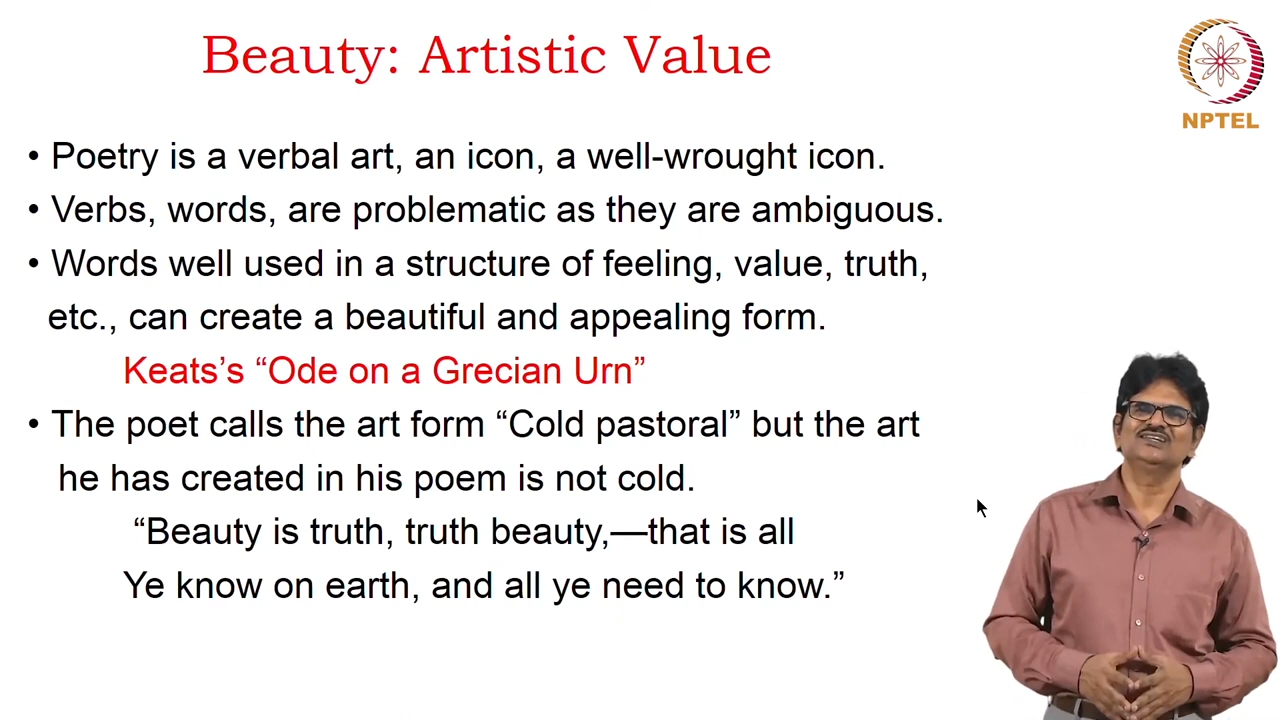 Beauty: Artistic Value
NPTEL
• Poetry is a verbal art, an icon, a well-wrought icon.
• Verbs, words, are problematic as they are ambiguous.
• Words well used in a structure of feeling, value, truth,
etc., can create a beautiful and appealing form.
Keats’s “Ode on a Grecian Urn”
• The poet calls the art form “Cold pastoral” but the art
he has created in his poem is not cold.
“Beauty is truth, truth beauty,—that is all
Ye know on earth, and all ye need to know.”